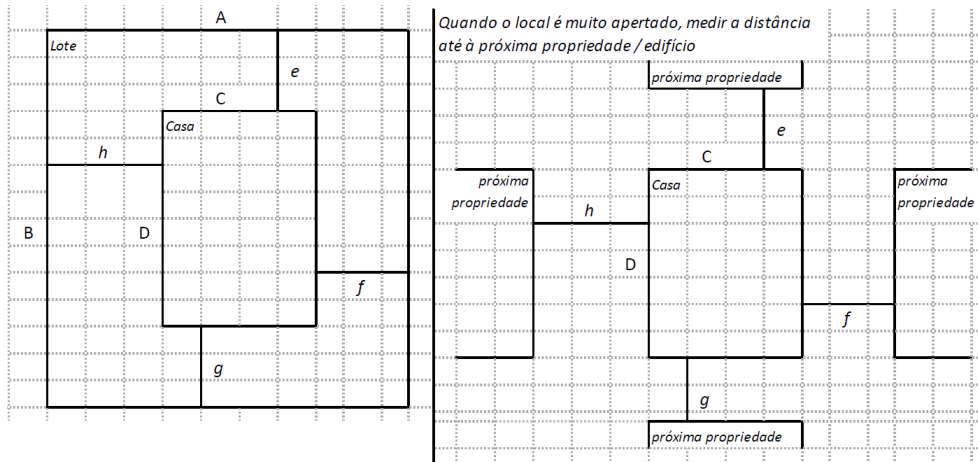 A
Lote
e
C
Casa
h
B
D
f
g
Quando o local é muito apertado, medir a distância
até à próxima propriedade / edifício
próxima propriedade
e
C
próxima
propriedade
Casa
próxima
propriedade
h
D
f
g
próxima propriedade